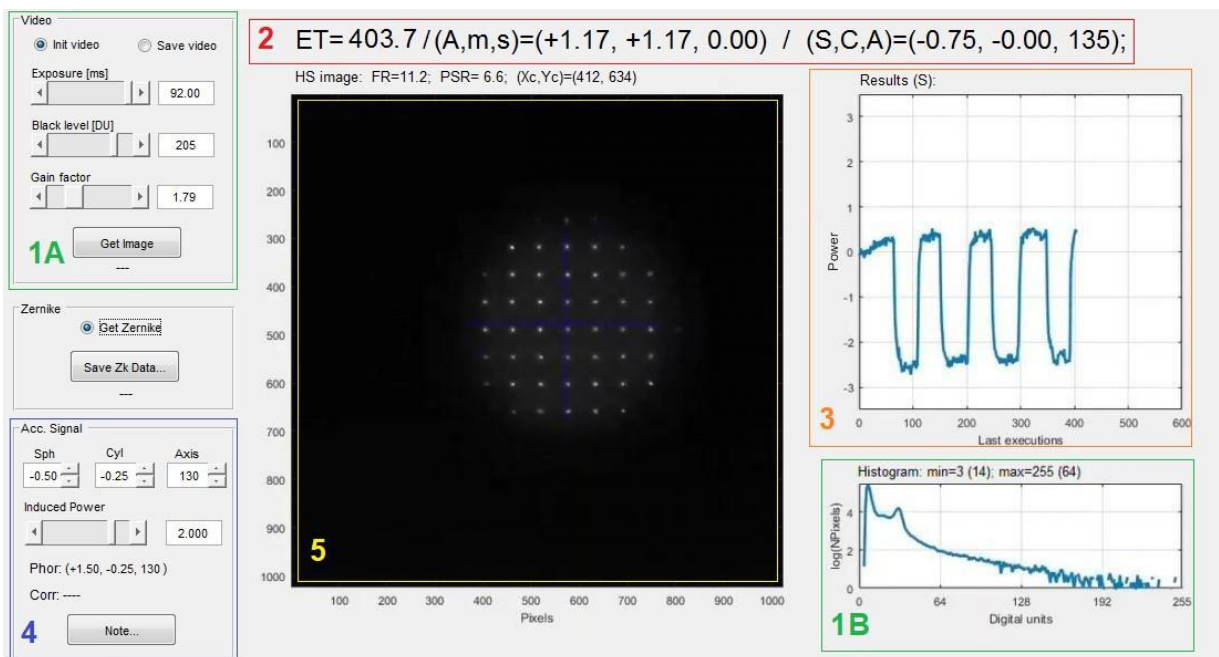 Video
Init video
Save video
Exposure [ms]
92.00
Black level [DU]
205
Gain factor
1.79
1A
Get Image
---
Zernike
Get Zernike
Save Zk Data...
---
Acc. Signal
Sph Cyl Axis
-0.50 -0.25 130
Induced Power
2.000
Phor: (+1.50, -0.25, 130 )
Corr: ----
4
Note...
2 ET= 403.7 / (A,m,s)=(+1.17, +1.17, 0.00) / (S,C,A)=(-0.75, -0.00, 135);
HS image: FR=11.2; PSR= 6.6; (Xc,Yc)=(412, 634)
100
200
300
400
500
600
700
800
900
1000
5
100 200 300 400 500 600 700 800 900 1000
Pixels
Results (S):
3
2
1
0
-1
-2
-3
Power
3
0 100 200 300 400 500 600
Last executions
Histogram: min=3 (14); max=255 (64)
4
2
0
log(NPixels)
0 64 128 192 255
Digital units
1B